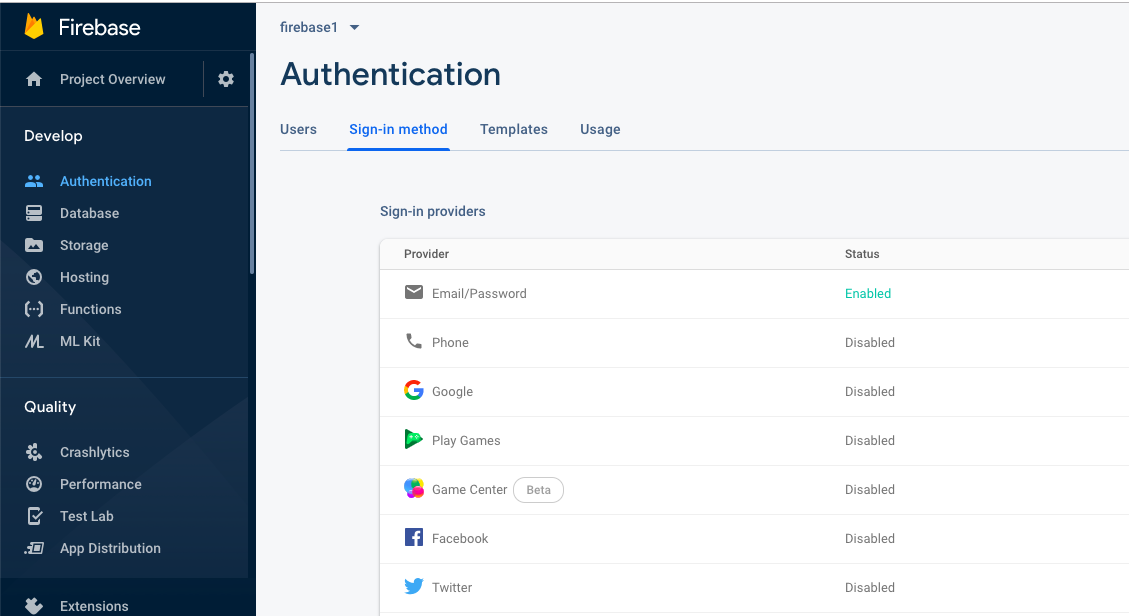 Firebase
Project Overview
Develop
Authentication
Database
Storage
Hosting
Functions
ML Kit
Quality
Crashlytics
Performance
Test Lab
App Distribution
Extensions
firebase1
Authentication
Users Sign-in method Templates Usage
Sign-in providers
Provider Status
Email/Password Enabled
Phone Disabled
Google Disabled
Play Games Disabled
Game Center Beta Disabled
Facebook Disabled
Twitter Disabled